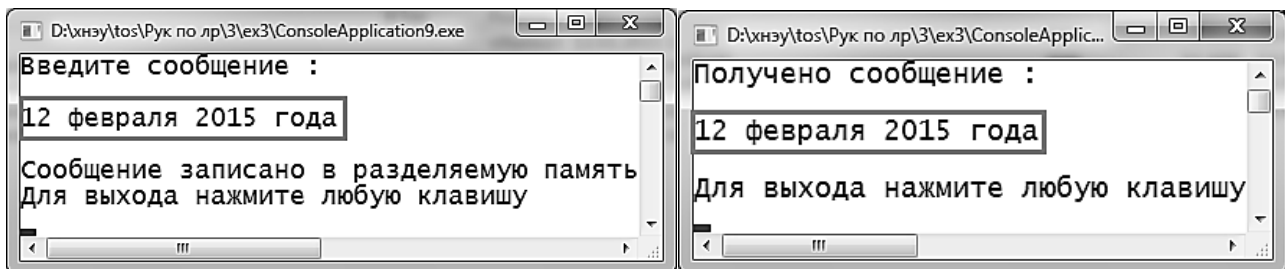 D:\хнэу\tos\Рук по лр\3\ex3\ConsoleApplication9.exe
Введите сообщение :
12 февраля 2015 года
Сообщение записано в разделяемую память
Для выхода нажмите любую клавишу
D:\хнэу\tos\Рук по лр\3\ex3\ConsoleApplic...
Получено сообщение :
12 февраля 2015 года
Для выхода нажмите любую клавишу